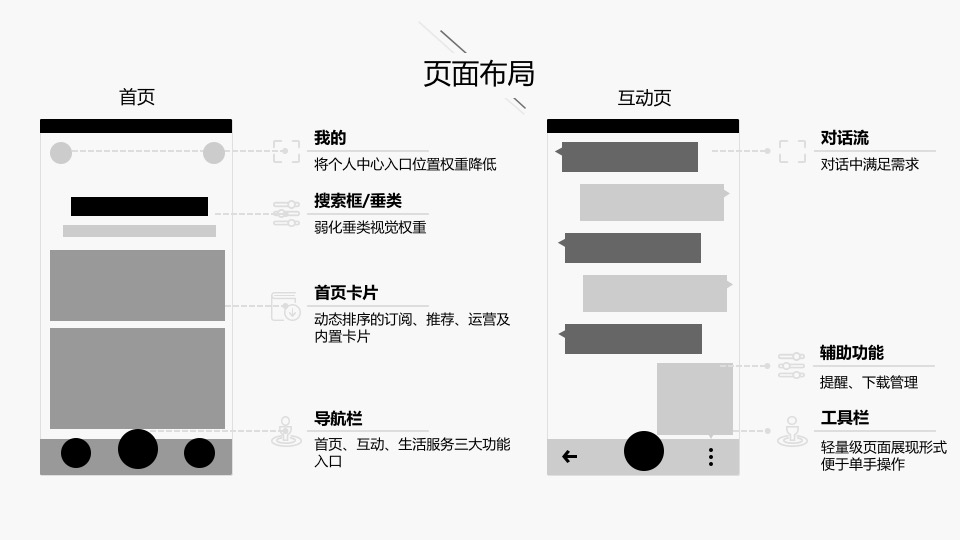 页面布局
首页
我的
将个人中心入口位置权重降低
搜索框/垂类
弱化垂类视觉权重
首页卡片
动态排序的订阅、推荐、运营及
内置卡片
导航栏
首页、互动、生活服务三大功能
入口
互动页
对话流
对话中满足需求
辅助功能
提醒、下载管理
工具栏
轻量级页面展现形式
便于单手操作